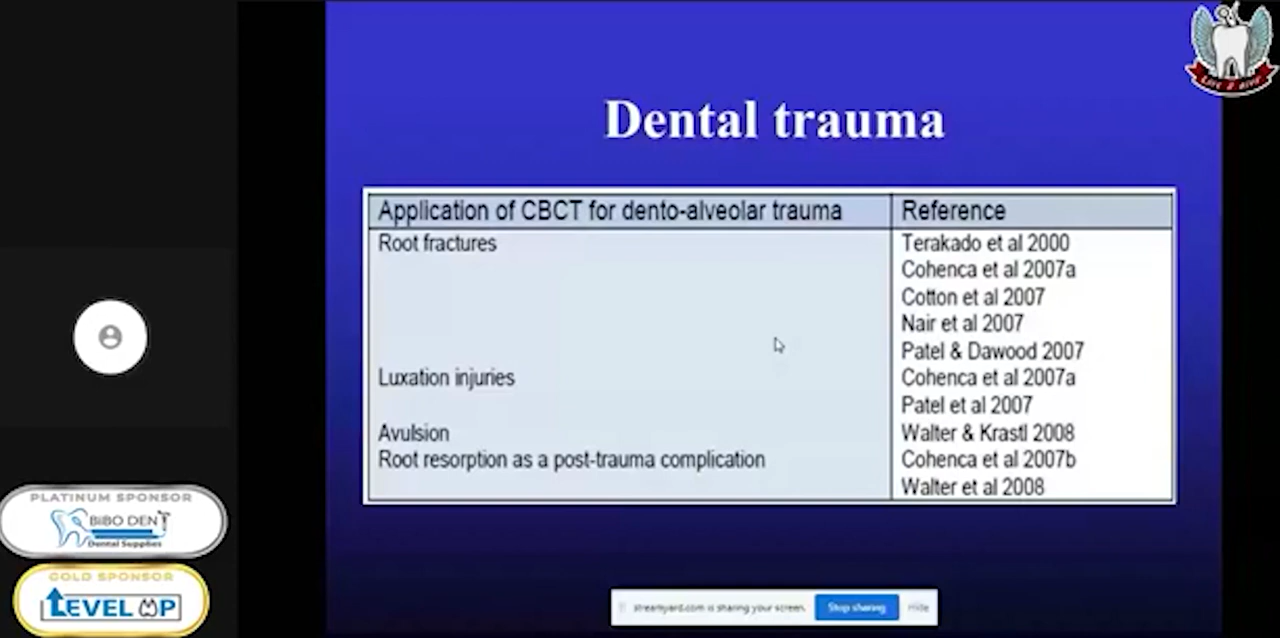 Dental trauma
Application of CBCT for dento-alveolar trauma Reference
Root fractures Terakado et al 2000
Cohenca et al 2007a
Cotton et al 2007
Nair et al 2007
Patel & Dawood 2007
Luxation injuries Cohenca et al 2007a
Patel et al 2007
Avulsion Walter & Krastl 2008
Root resorption as a post-trauma complication Cohenca et al 2007b
Walter et al 2008
PLATINUM SPONSOR
BiBO DENT
Dental Supplies
GOLD SPONSOR
LEVEL UP
streamyard.com is sharing your screen. Stop sharing Hide